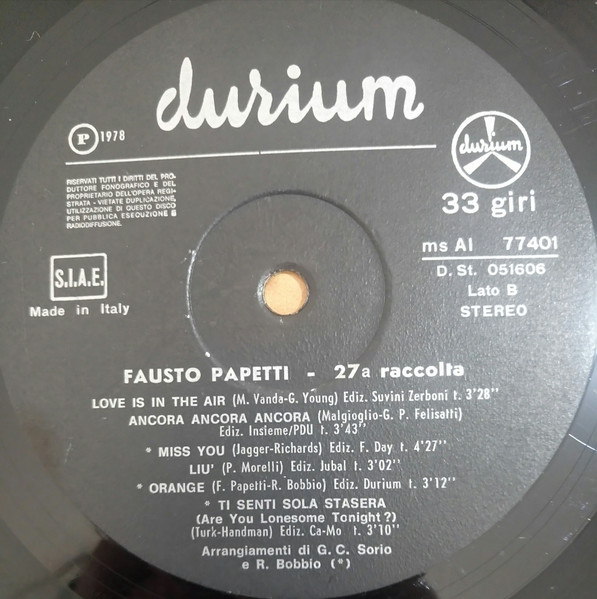 durium
P 1978
RISERVATI TUTTI I DIRITTI DEL PRO-
DUTTORE FONOGRAFICO E DEL
PROPRIETARIO DELL'OPERA REGI-
STRATA - VIETATE DUPLICAZIONE,
UTILIZZAZIONE DI QUESTO DISCO
PER PUBBLICA ESECUZIONE E
RADIODIFFUSIONE.
durium
33 giri
ms AI 77401
D. St. 051606
Lato B
STEREO
S.I.A.E.
Made in Italy
FAUSTO PAPETTI - 27a raccolta
LOVE IS IN THE AIR (M. Vanda-G. Young) Ediz. Suvini Zerboni t. 3'28''
ANCORA ANCORA ANCORA (Malgioglio-G. P. Felisatti)
Ediz. Insieme/PDU t. 3'43''
* MISS YOU (Jagger-Richards) Ediz. F. Day t. 4'27''
LIU' (P. Morelli) Ediz. Jubal t. 3'02''
* ORANGE (F. Papetti-R. Bobbio) Ediz. Durium t. 3'12''
* TI SENTI SOLA STASERA
(Are You Lonesome Tonight?)
(Turk-Handman) Ediz. Ca-Mo t. 3'10''
Arrangiamenti di G. C. Sorio
e R. Bobbio (*)